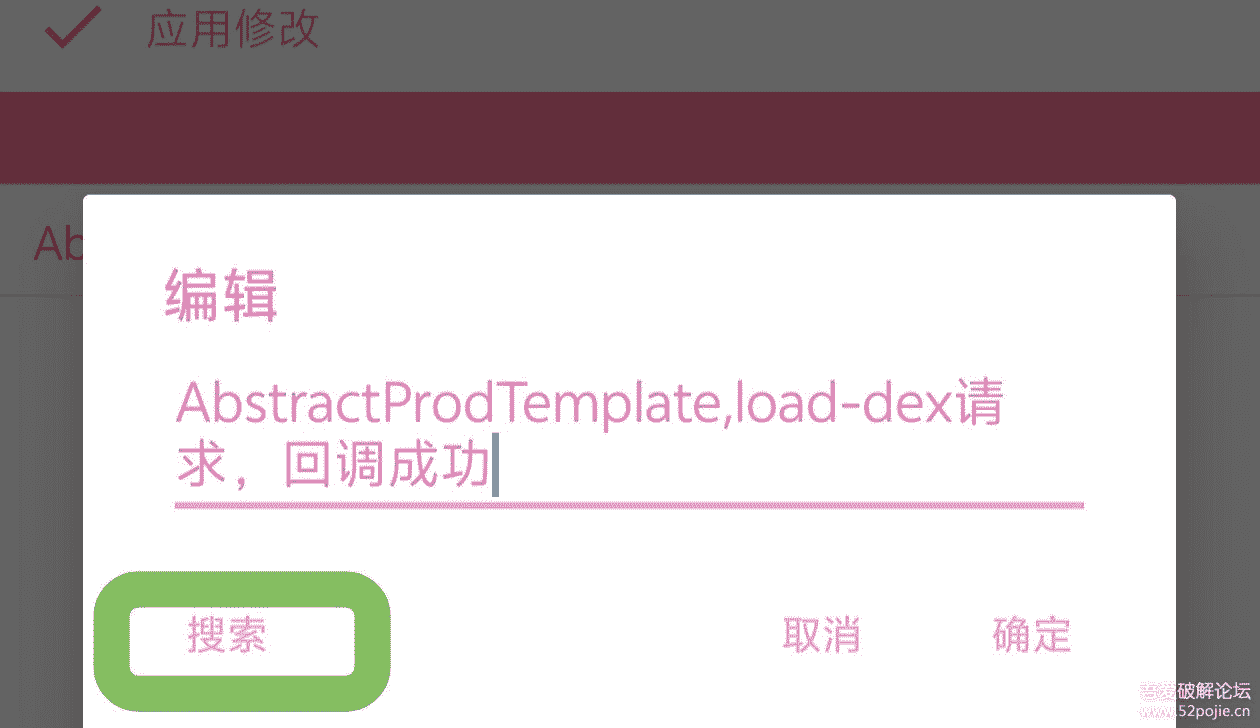 应用修改
Ab
编辑
AbstractProdTemplate,load-dex请
求，回调成功
搜索
取消
确定
吾爱破解论坛
www.52pojie.cn